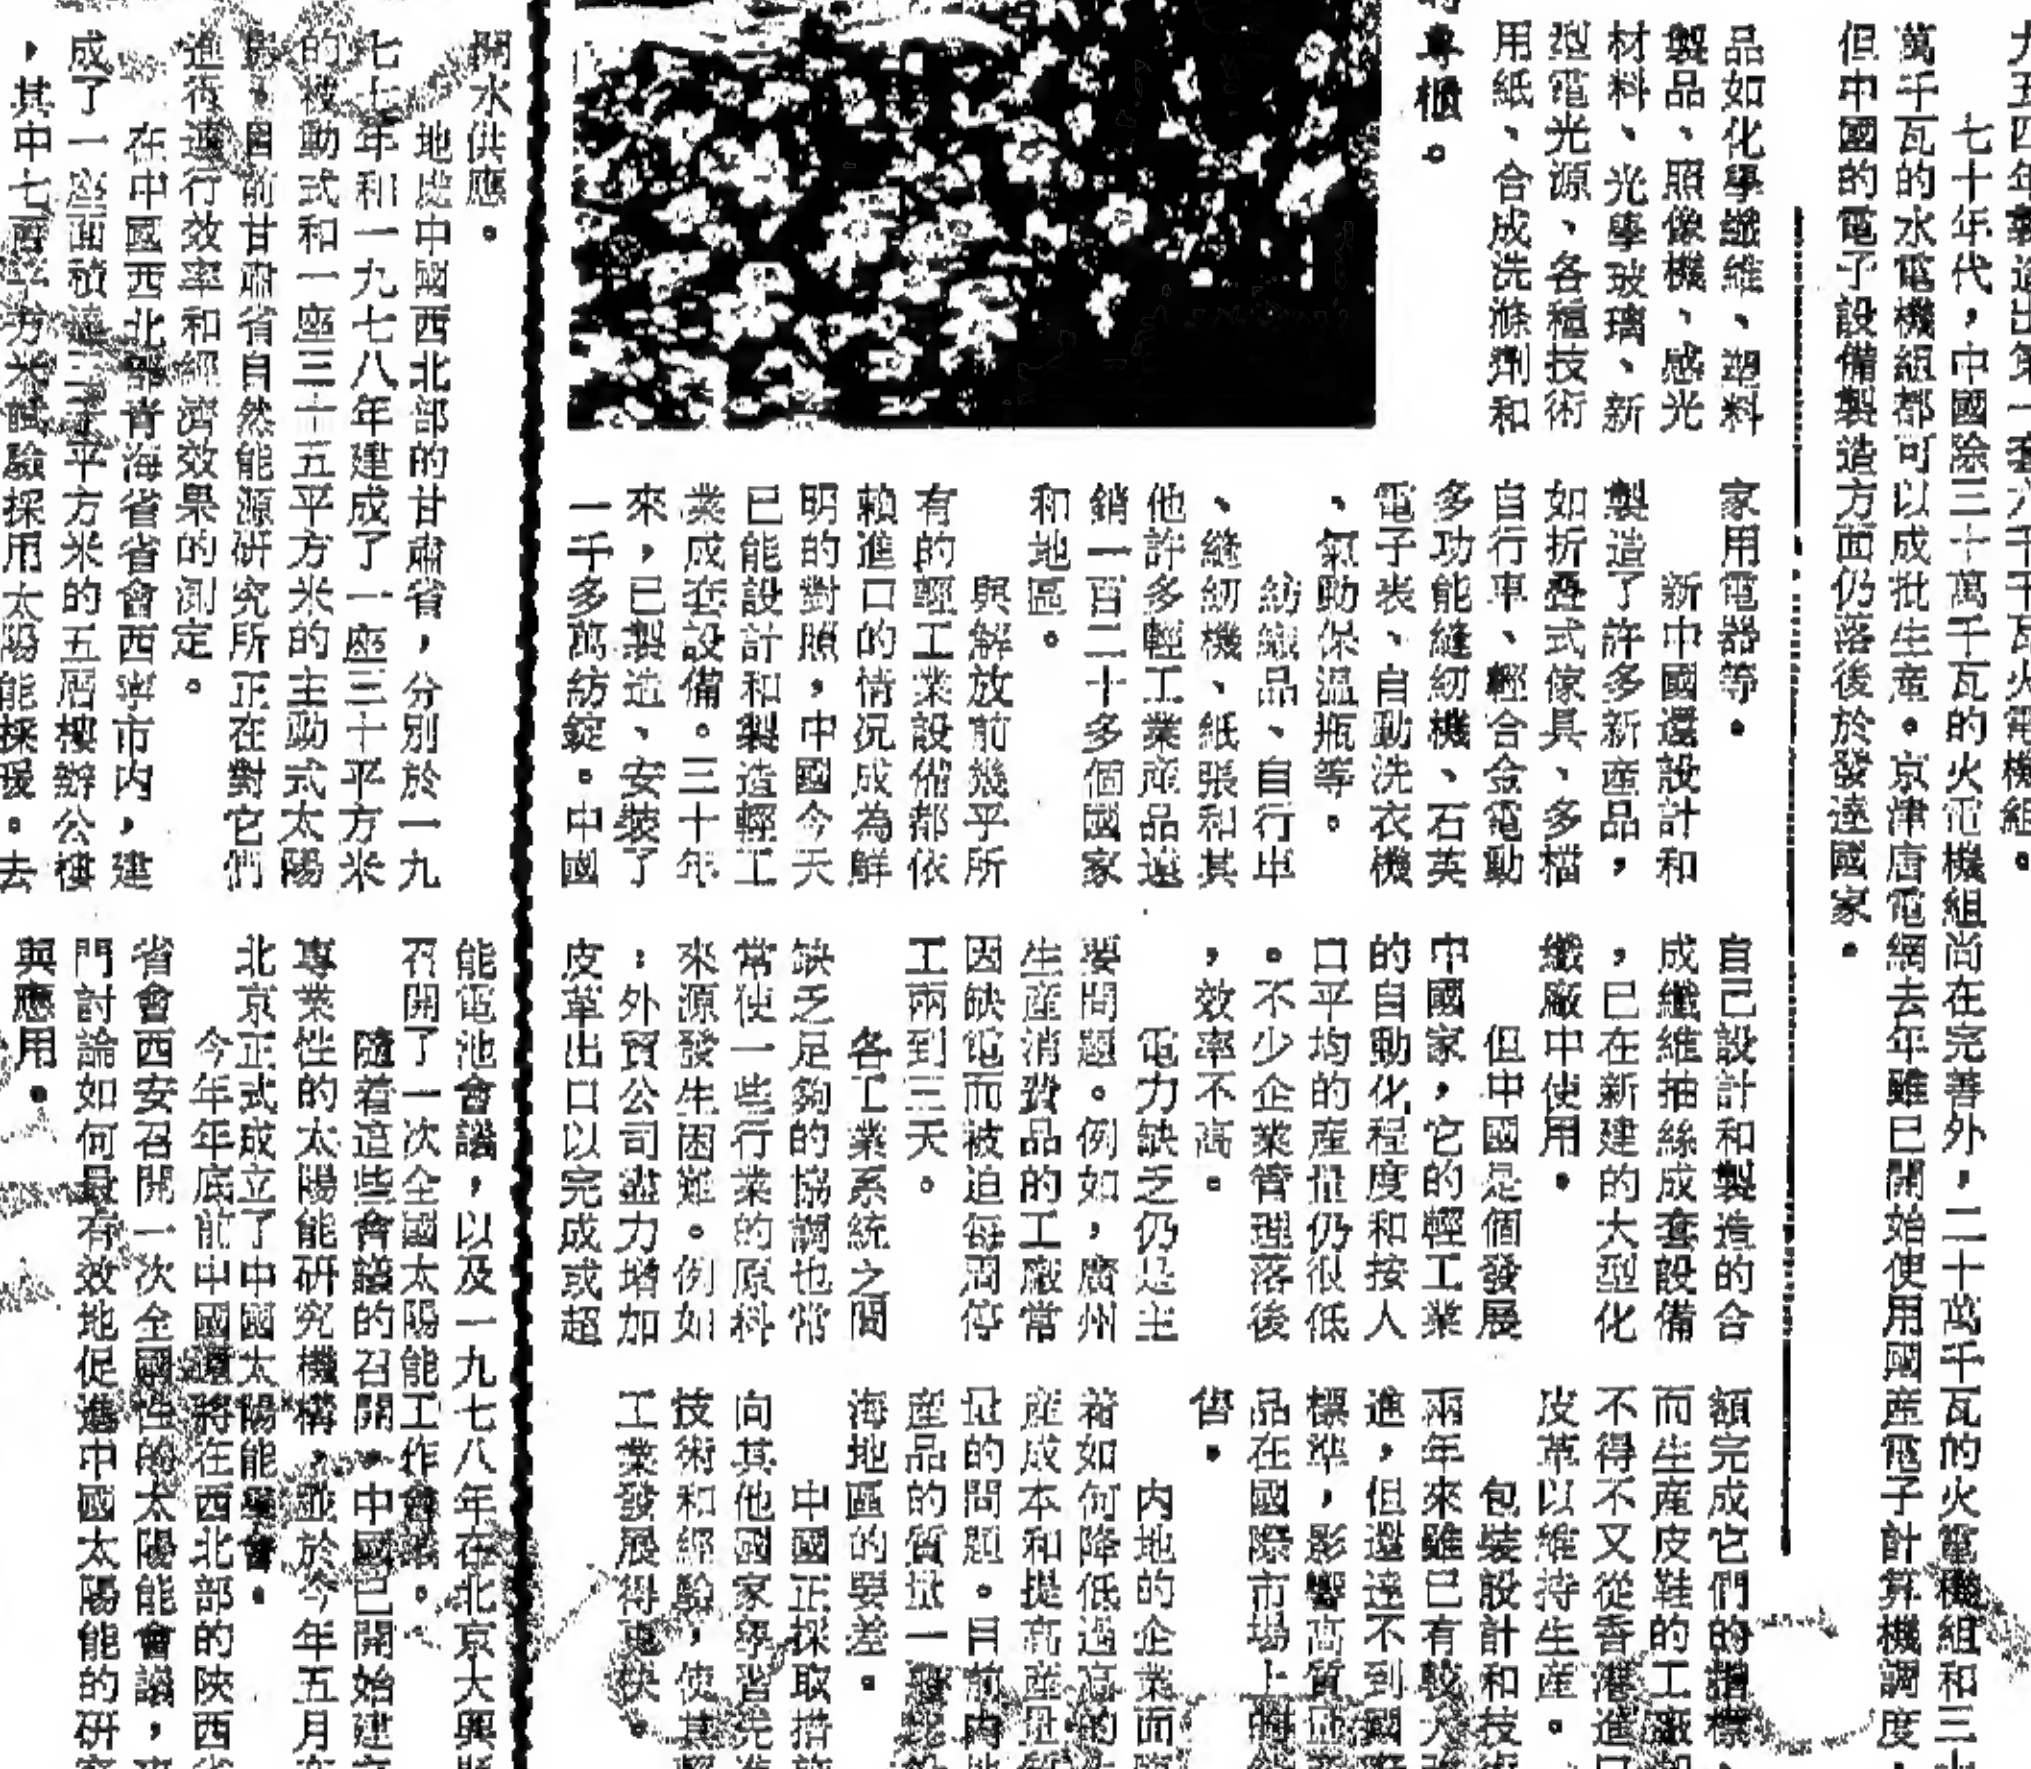 九五四年製造出第一套六千千瓦火電機組。
七十年代，中國除三十萬千瓦的火電機組尚在完善外，二十萬千瓦的火電機組和三十
萬千瓦的水電機組都可以成批生產。京津唐電網去年雖已開始使用國產電子計算機調度，
但中國的電子設備製造方面仍落後於發達國家。
專櫃。
品如化學纖維、塑料
製品、照像機、感光
材料、光學玻璃、新
型電光源、各種技術
用紙、合成洗滌劑和
家用電器等。
新中國還設計和
製造了許多新產品，
如折疊式傢具、多檔
自行車、輕合金電動
多功能縫紉機、石英
電子表、自動洗衣機
、氣動保溫瓶等。
紡織品、自行車
、縫紉機、紙張和其
他許多輕工業產品遠
銷一百二十多個國家
和地區。
與解放前幾乎所
有的輕工業設備都依
賴進口的情況成為鮮
明的對照，中國今天
已能設計和製造輕工
業成套設備。三十年
來，已製造、安裝了
一千多萬紡錠。中國
自己設計和製造的合
成纖維抽絲成套設備
，已在新建的大型化
纖廠中使用。
但中國是個發展
中國家，它的輕工業
的自動化程度和按人
口平均的產量仍很低
。不少企業管理落後
，效率不高。
電力缺乏仍是主
要問題。例如，廣州
生產消費品的工廠常
因缺電而被迫每周停
工兩到三天。
各工業系統之間
缺乏足夠的協調也常
常使一些行業的原料
來源發生困難。例如
：外貿公司盡力增加
皮革出口以完成或超
額完成它們的指標，
而生產皮鞋的工廠卻
不得不又從香港進口
皮革以維持生產。
包裝設計和技術
兩年來雖已有較大改
進，但還達不到國際
標準，影響高質量產
品在國際市場上的銷
售。
內地的企業面臨
著如何降低過高的生
產成本和提高產量質
量的問題。目前內地
產品的質量一般比沿
海地區的要差。
中國正採取措施
向其他國家學習先進
技術和經驗，使其輕
工業發展得更快。
開水供應。
地處中國西北部的甘肅省，分別於一九
七七年和一九七八年建成了一座三十平方米
的被動式和一座三十五平方米的主動式太陽
房。目前甘肅省自然能源研究所正在對它們
進行運行效率和經濟效果的測定。
在中國西北部青海省省會西寧市內，建
成了一座面積達三千平方米的五層樓辦公樓
，其中七百平方米試驗採用太陽能採暖。去
能電池會議，以及一九七八年在北京大興縣
召開了一次全國太陽能工作會議。
隨着這些會議的召開，中國已開始建立
專業性的太陽能研究機構，並於今年五月在
北京正式成立了中國太陽能學會。
今年年底前中國還將在西北部的陝西省
省會西安召開一次全國性的太陽能會議，專
門討論如何最有效地促進中國太陽能的研究
與應用。